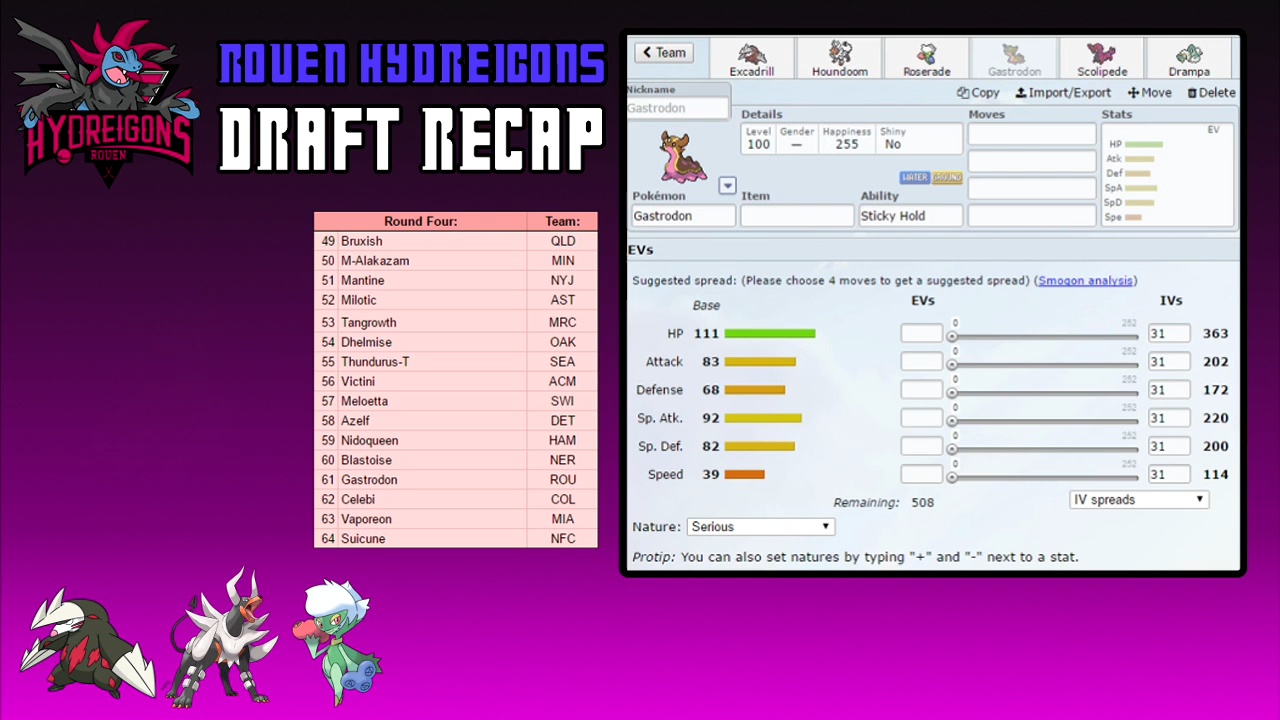 ROUEN HYDREIGONS
DRAFT RECAP
HYDREIGONS
ROUEN
Round Four: Team:
49 Bruxish QLD
50 M-Alakazam MIN
51 Mantine NYJ
52 Milotic AST
53 Tangrowth MRC
54 Dhelmise OAK
55 Thundurus-T SEA
56 Victini ACM
57 Meloetta SWI
58 Azelf DET
59 Nidoqueen HAM
60 Blastoise NER
61 Gastrodon ROU
62 Celebi COL
63 Vaporeon MIA
64 Suicune NFC
Team
Excadrill Houndoom Roserade Gastrodon Scolipede Drampa
Copy Import/Export Move Delete
Nickname
Gastrodon
Details Moves Stats
Level Gender Happiness Shiny
100 — 255 No
EV
HP
Atk
Def
SpA
SpD
Spe
WATER GROUND
Pokémon Item Ability
Gastrodon Sticky Hold
EVs
Suggested spread: (Please choose 4 moves to get a suggested spread) (Smogon analysis)
Base EVs IVs
HP 111 0 252 31 363
Attack 83 0 252 31 202
Defense 68 0 252 31 172
Sp. Atk. 92 0 252 31 220
Sp. Def. 82 0 252 31 200
Speed 39 0 252 31 114
Remaining: 508 IV spreads
Nature: Serious
Protip: You can also set natures by typing "+" and "-" next to a stat.